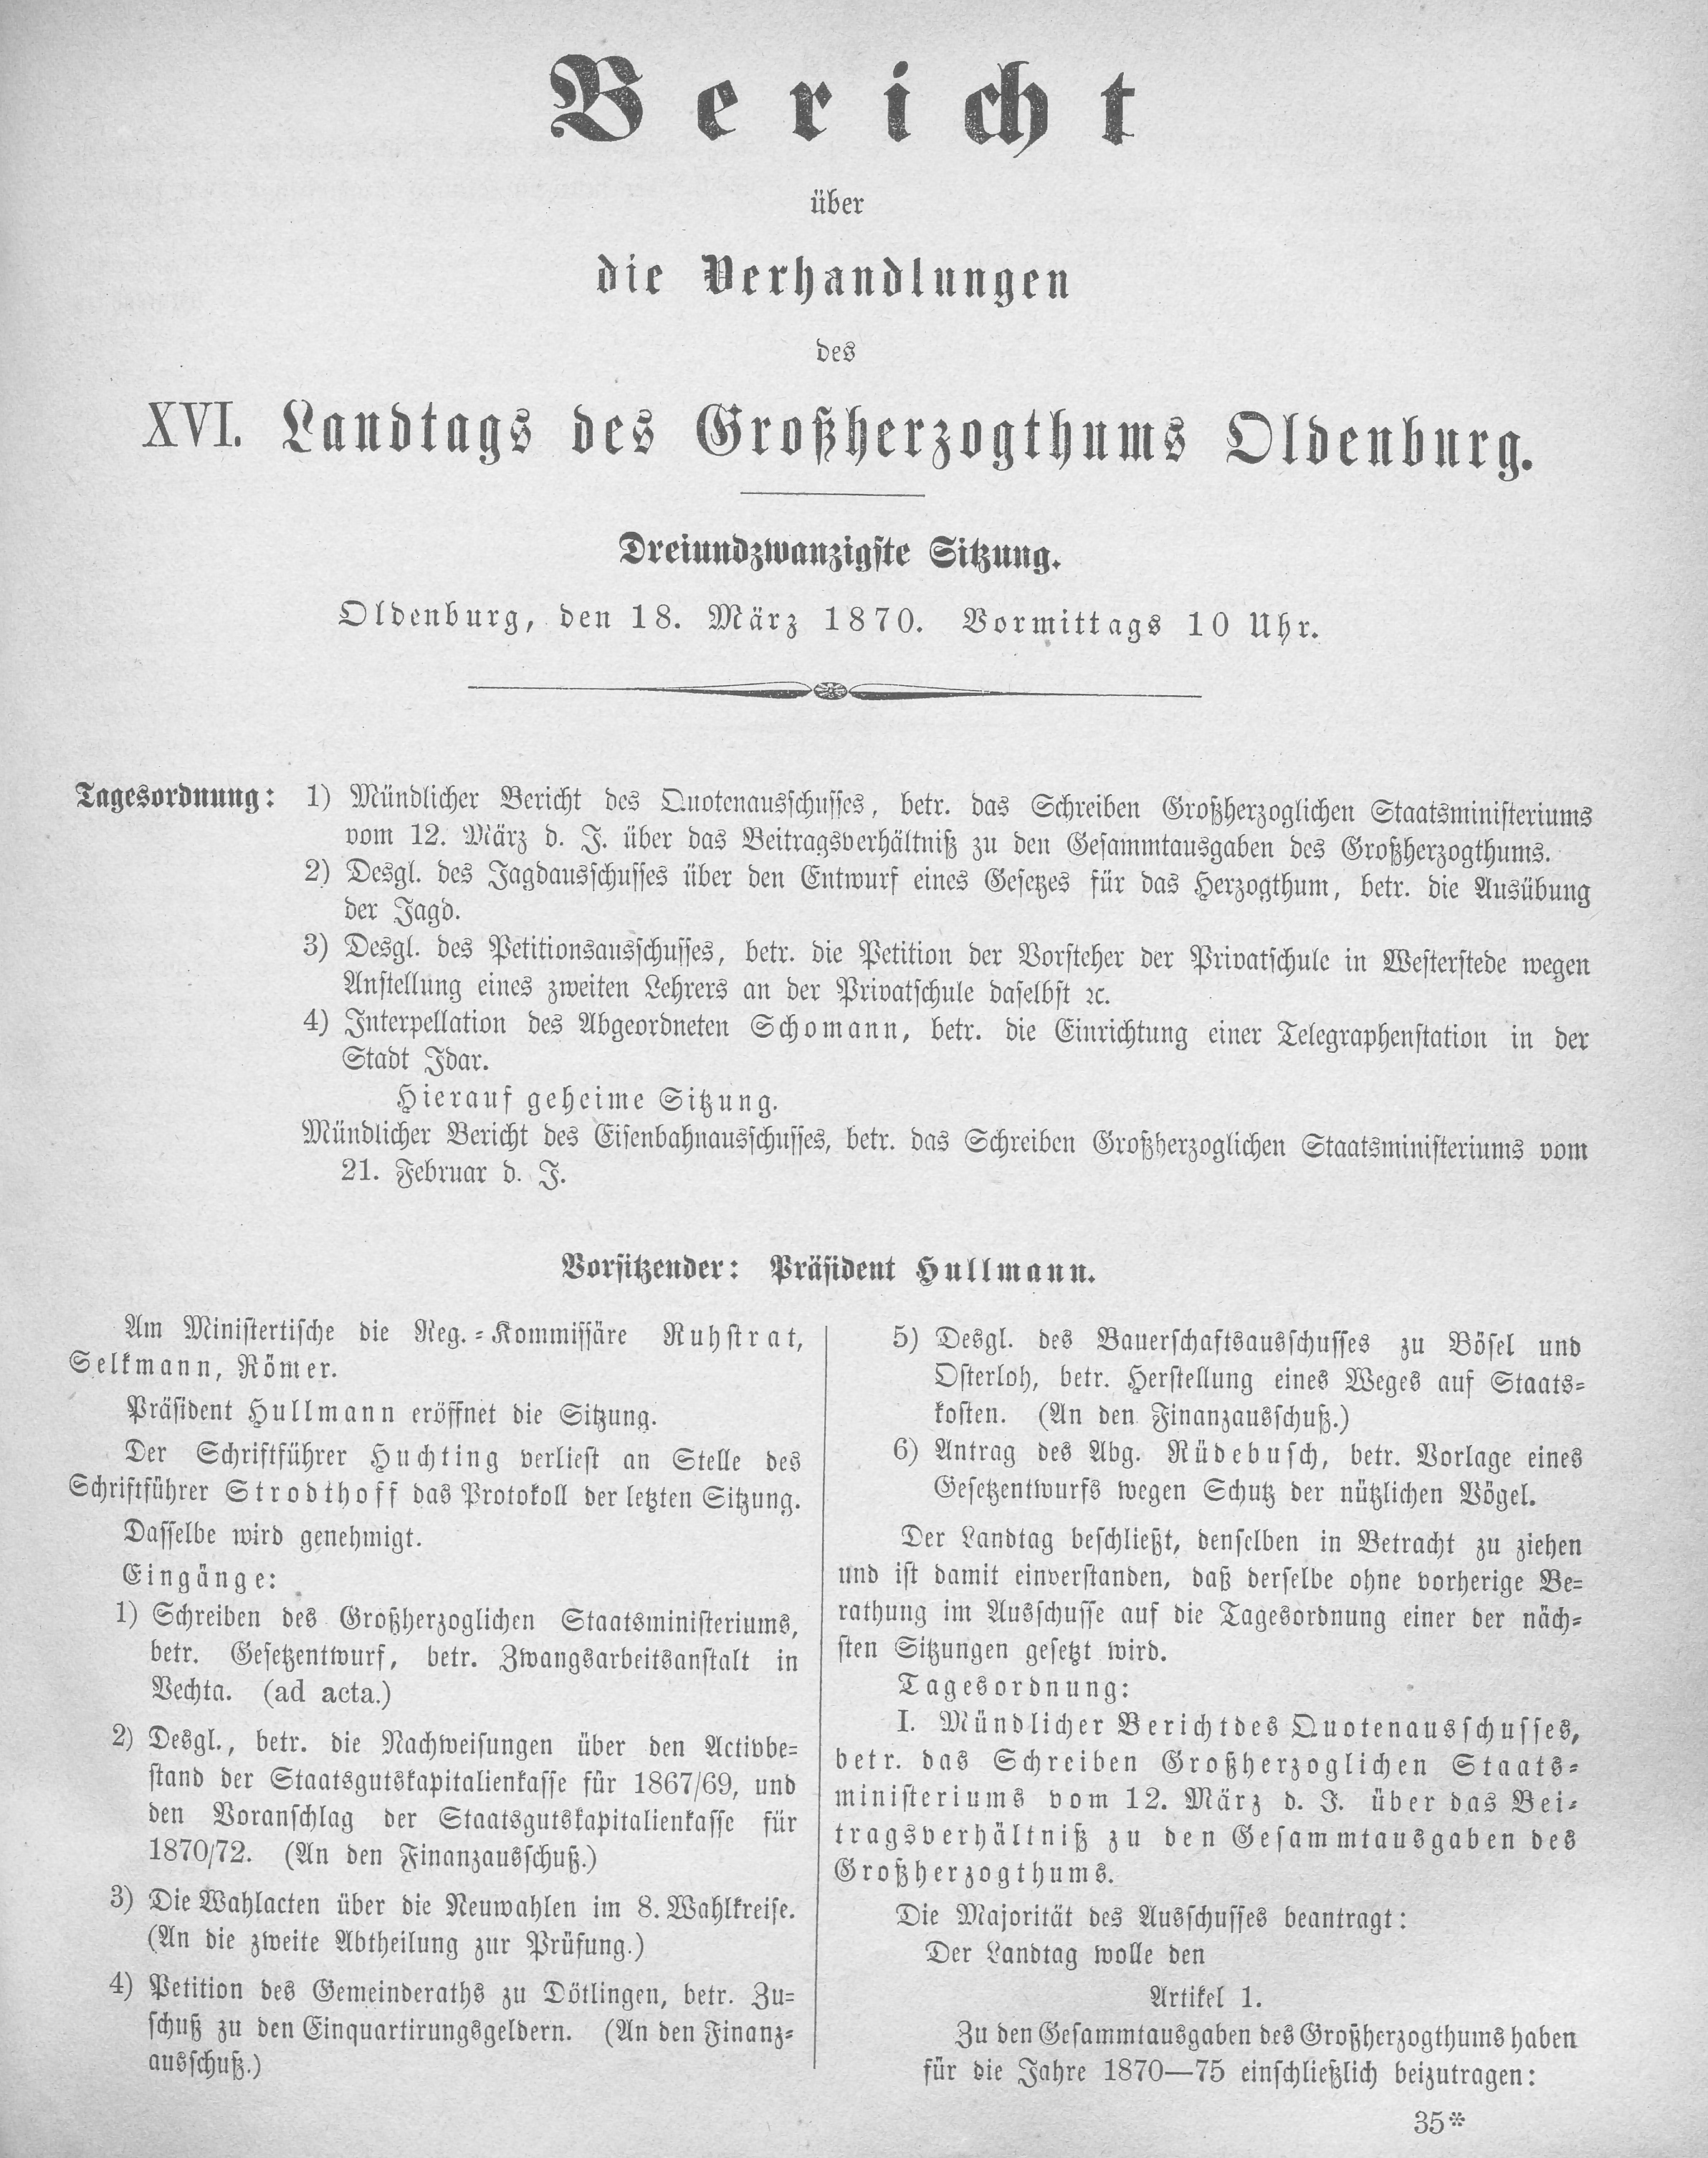 Bericht
über
die Verhandlungen
des
XVI. Landtags des Großherzogthums Oldenburg.
Dreiundzwanzigste Sitzung.
Oldenburg, den 18. März 1870. Vormittags 10 Uhr.
Tagesordnung: 1) Mündlicher Bericht des Quotenausschusses, betr. das Schreiben Großherzoglichen Staatsministeriums
vom 12. März d. J. über das Beitragsverhältniß zu den Gesammtausgaben des Großherzogthums.
2) Desgl. des Jagdausschusses über den Entwurf eines Gesetzes für das Herzogthum, betr. die Ausübung
der Jagd.
3) Desgl. des Petitionsausschusses, betr. die Petition der Vorsteher der Privatschule in Westerstede wegen
Anstellung eines zweiten Lehrers an der Privatschule daselbst ꝛc.
4) Interpellation des Abgeordneten Schomann, betr. die Einrichtung einer Telegraphenstation in der
Stadt Idar.
Hierauf geheime Sitzung.
Mündlicher Bericht des Eisenbahnausschusses, betr. das Schreiben Großherzoglichen Staatsministeriums vom
21. Februar d. J.
Vorsitzender: Präsident Hullmann.
Am Ministertische die Reg.-Kommissäre Ruhstrat,
Selkmann, Römer.
Präsident Hullmann eröffnet die Sitzung.
Der Schriftführer Huchting verliest an Stelle des
Schriftführer Strodthoff das Protokoll der letzten Sitzung.
Dasselbe wird genehmigt.
Eingänge:
1) Schreiben des Großherzoglichen Staatsministeriums,
betr. Gesetzentwurf, betr. Zwangsarbeitsanstalt in
Vechta. (ad acta.)
2) Desgl., betr. die Nachweisungen über den Activbe-
stand der Staatsgutskapitalienkasse für 1867/69, und
den Voranschlag der Staatsgutskapitalienkasse für
1870/72. (An den Finanzausschuß.)
3) Die Wahlacten über die Neuwahlen im 8. Wahlkreise.
(An die zweite Abtheilung zur Prüfung.)
4) Petition des Gemeinderaths zu Dötlingen, betr. Zu-
schuß zu den Einquartirungsgeldern. (An den Finanz-
ausschuß.)
5) Desgl. des Bauerschaftsausschusses zu Bösel und
Osterloh, betr. Herstellung eines Weges auf Staats-
kosten. (An den Finanzausschuß.)
6) Antrag des Abg. Rüdebusch, betr. Vorlage eines
Gesetzentwurfs wegen Schutz der nützlichen Vögel.
Der Landtag beschließt, denselben in Betracht zu ziehen
und ist damit einverstanden, daß derselbe ohne vorherige Be-
rathung im Ausschusse auf die Tagesordnung einer der näch-
sten Sitzungen gesetzt wird.
Tagesordnung:
I. Mündlicher Bericht des Quotenausschusses,
betr. das Schreiben Großherzoglichen Staats-
ministeriums vom 12. März d. J. über das Bei-
tragsverhältniß zu den Gesammtausgaben des
Großherzogthums.
Die Majorität des Ausschusses beantragt:
Der Landtag wolle den
Artikel 1.
Zu den Gesammtausgaben des Großherzogthums haben
für die Jahre 1870—75 einschließlich beizutragen:
35*